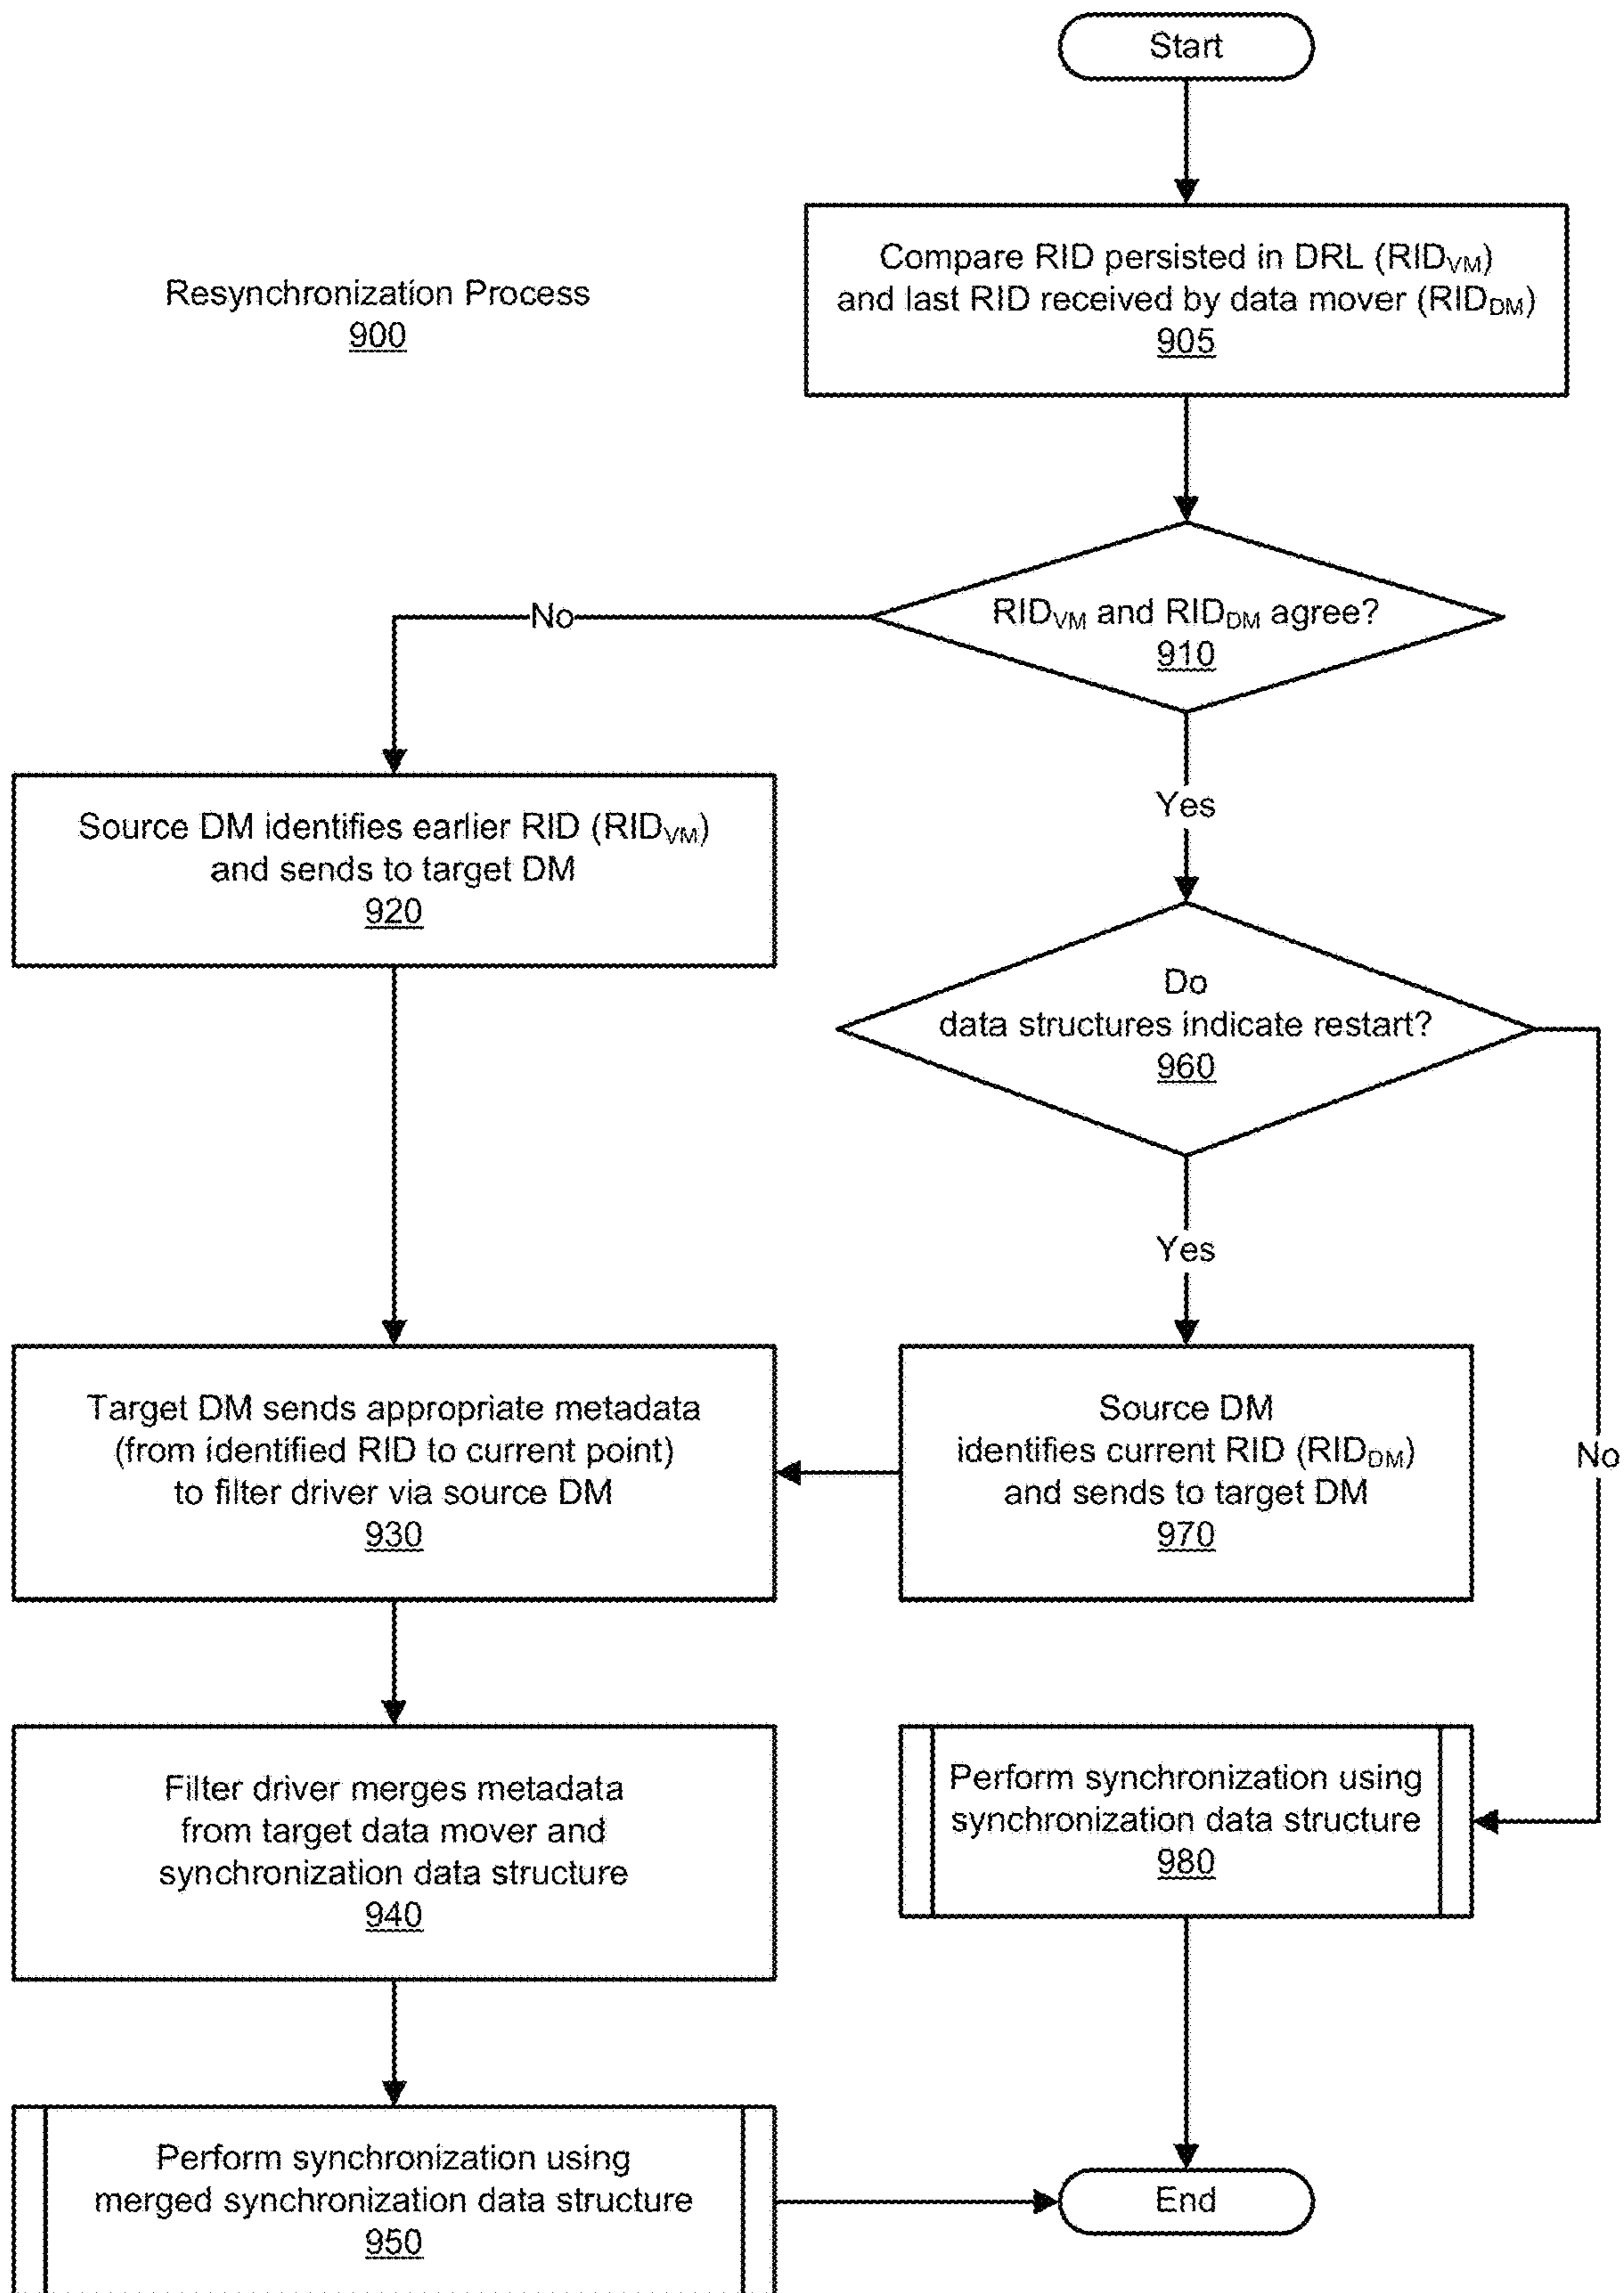 Start
Resynchronization Process
900
Compare RID persisted in DRL (RIDVM)
and last RID received by data mover (RIDDM)
905
RIDVM and RIDDM agree?
910
No
Yes
Source DM identifies earlier RID (RIDVM)
and sends to target DM
920
Do
data structures indicate restart?
960
Yes
No
Target DM sends appropriate metadata
(from identified RID to current point)
to filter driver via source DM
930
Source DM
identifies current RID (RIDDM)
and sends to target DM
970
Filter driver merges metadata
from target data mover and
synchronization data structure
940
Perform synchronization using
synchronization data structure
980
Perform synchronization using
merged synchronization data structure
950
End